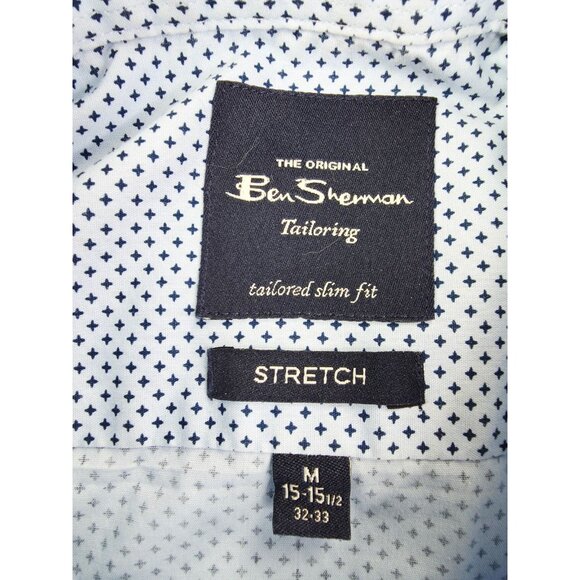 THE ORIGINAL
Ben Sherman
Tailoring
tailored slim fit
STRETCH
M
15-15 1/2
32-33